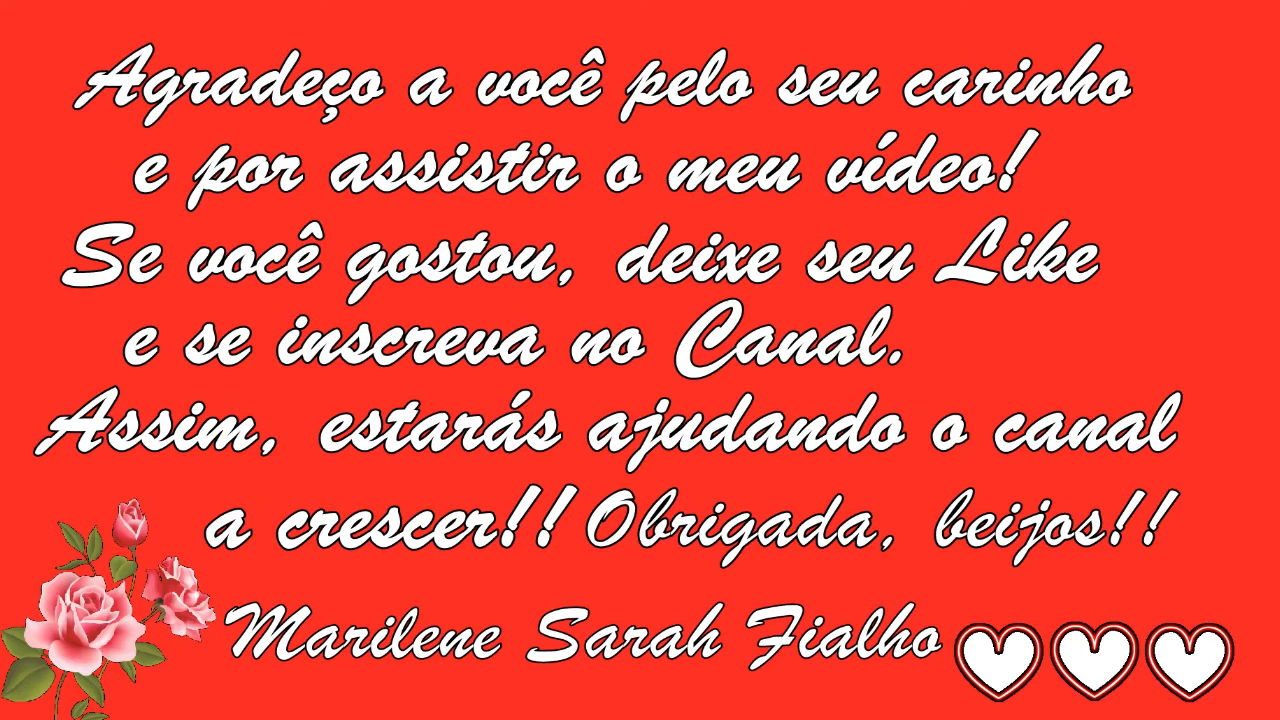 Agradeço a você pelo seu carinho
e por assistir o meu vídeo!
Se você gostou, deixe seu Like
e se inscreva no Canal.
Assim, estarás ajudando o canal
a crescer!! Obrigada, beijos!!
Marilene Sarah Fialho